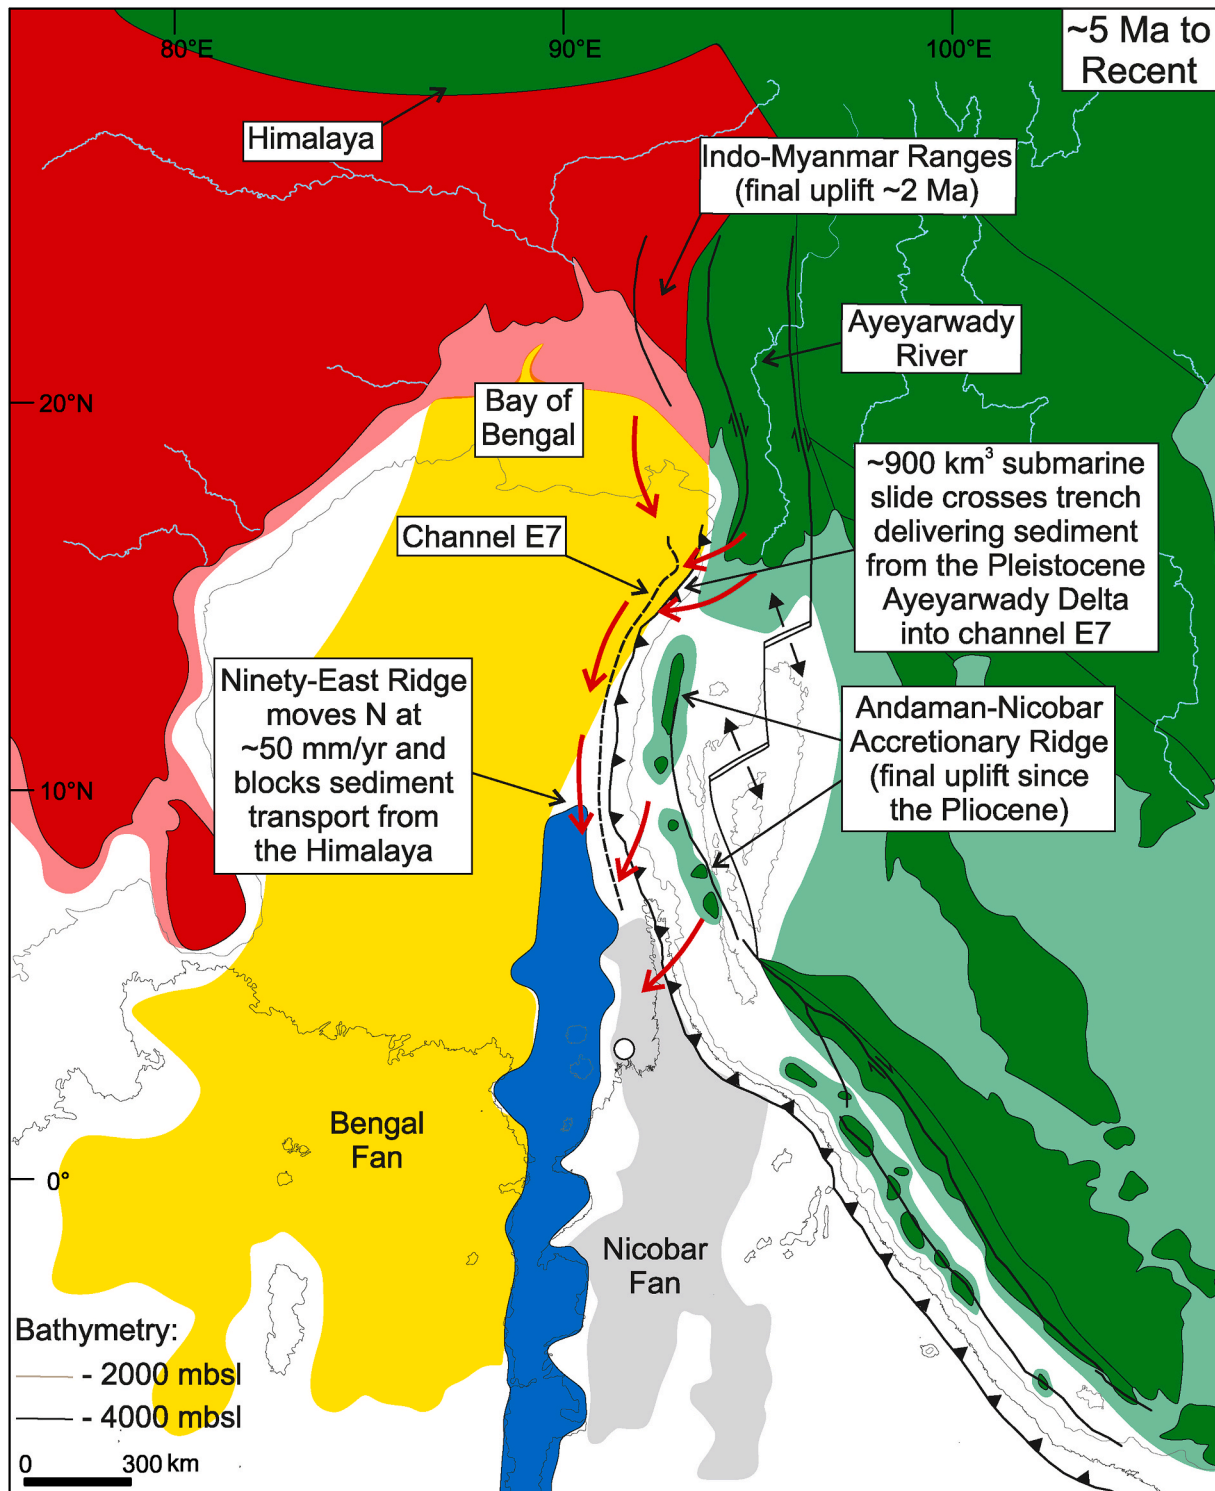 80°E
90°E
100°E
~5 Ma to
Recent
Himalaya
Indo-Myanmar Ranges
(final uplift ~2 Ma)
Ayeyarwady
River
20°N
Bay of
Bengal
~900 km³ submarine
slide crosses trench
delivering sediment
from the Pleistocene
Ayeyarwady Delta
into channel E7
Channel E7
Ninety-East Ridge
moves N at
~50 mm/yr and
blocks sediment
transport from
the Himalaya
Andaman-Nicobar
Accretionary Ridge
(final uplift since
the Pliocene)
10°N
Bengal
Fan
0°
Nicobar
Fan
Bathymetry:
- 2000 mbsl
- 4000 mbsl
0 300 km